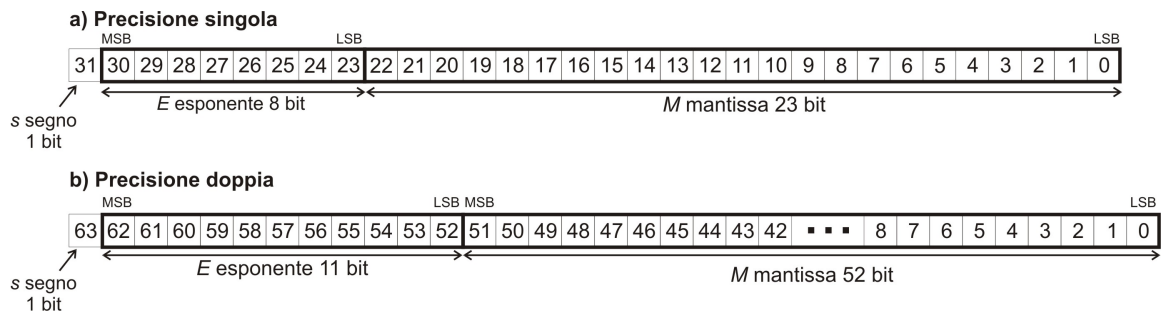 a) Precisione singola
MSB LSB LSB
31 30 29 28 27 26 25 24 23 22 21 20 19 18 17 16 15 14 13 12 11 10 9 8 7 6 5 4 3 2 1 0
E esponente 8 bit M mantissa 23 bit
s segno
1 bit
b) Precisione doppia
MSB LSB MSB LSB
63 62 61 60 59 58 57 56 55 54 53 52 51 50 49 48 47 46 45 44 43 42 ... 8 7 6 5 4 3 2 1 0
E esponente 11 bit M mantissa 52 bit
s segno
1 bit